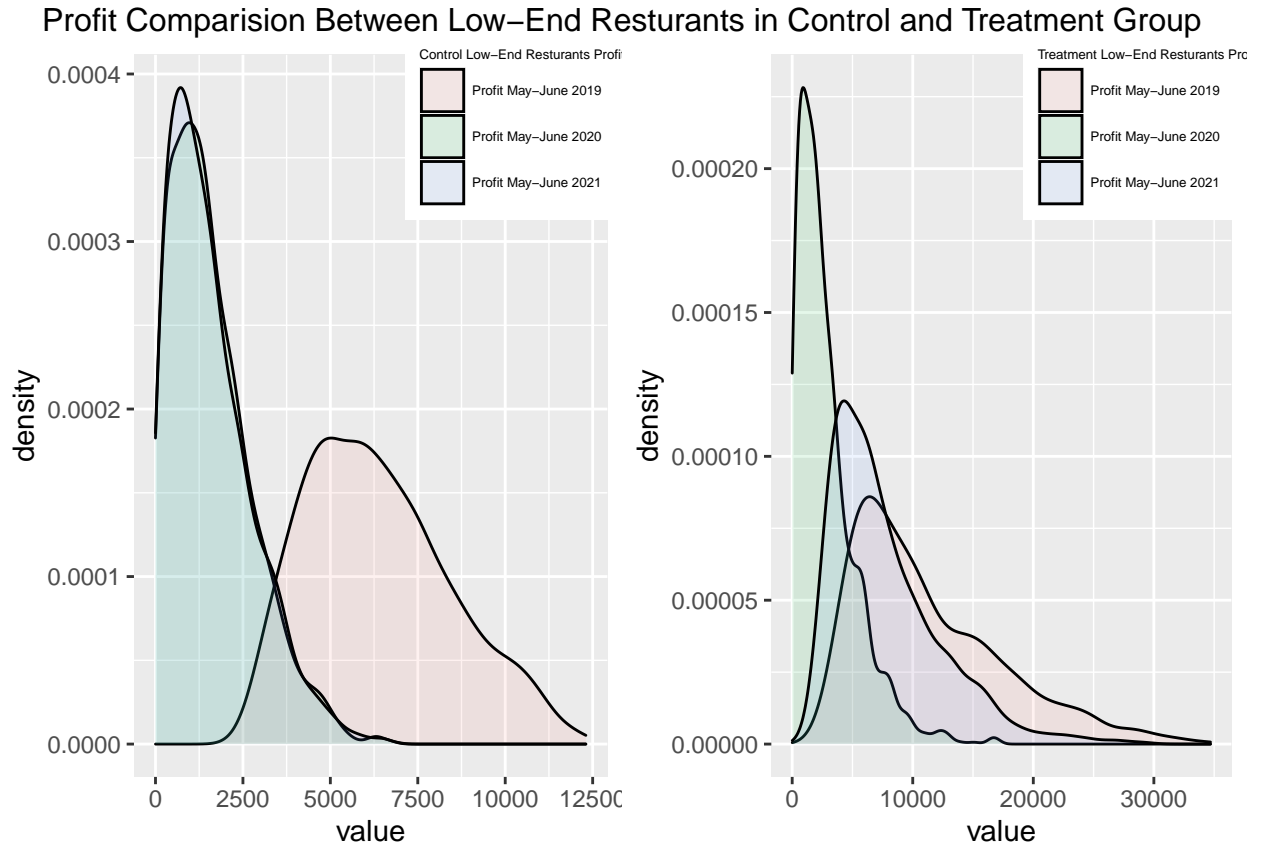 Profit Comparision Between Low−End Resturants in Control and Treatment Group
Control Low−End Resturants Profit
Profit May−June 2019
Profit May−June 2020
Profit May−June 2021
0.0004
0.0003
0.0002
0.0001
0.0000
density
0 2500 5000 7500 10000 12500
value
Treatment Low−End Resturants Pro
Profit May−June 2019
Profit May−June 2020
Profit May−June 2021
0.00020
0.00015
0.00010
0.00005
0.00000
density
0 10000 20000 30000
value